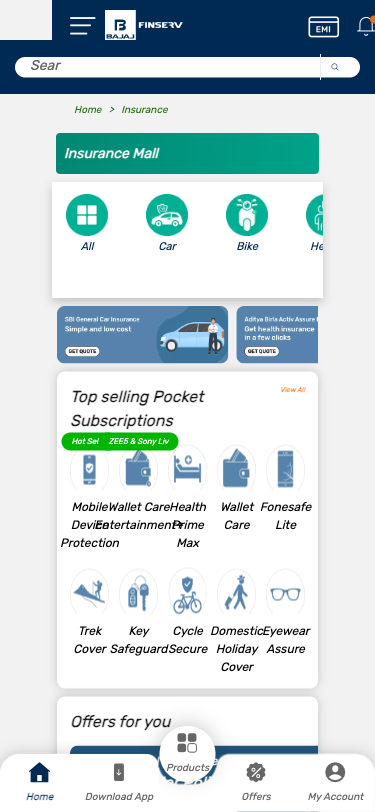 BAJAJ FINSERV
EMI
Sear
Home > Insurance
Insurance Mall
All Car Bike He
SBI General Car Insurance
Simple and low cost
GET QUOTE
Aditya Birla Activ Assure
Get health insurance
in a few clicks
GET QUOTE
Top selling Pocket
Subscriptions
View All
Hot Sel ZEE5 & Sony Liv
Mobile Device Protection
Wallet Care Entertainment+
Health Prime Max
Wallet Care
Fonesafe Lite
Trek Cover
Key Safeguard
Cycle Secure
Domestic Holiday Cover
Eyewear Assure
Offers for you
Home
Download App
Products
Offers
My Account